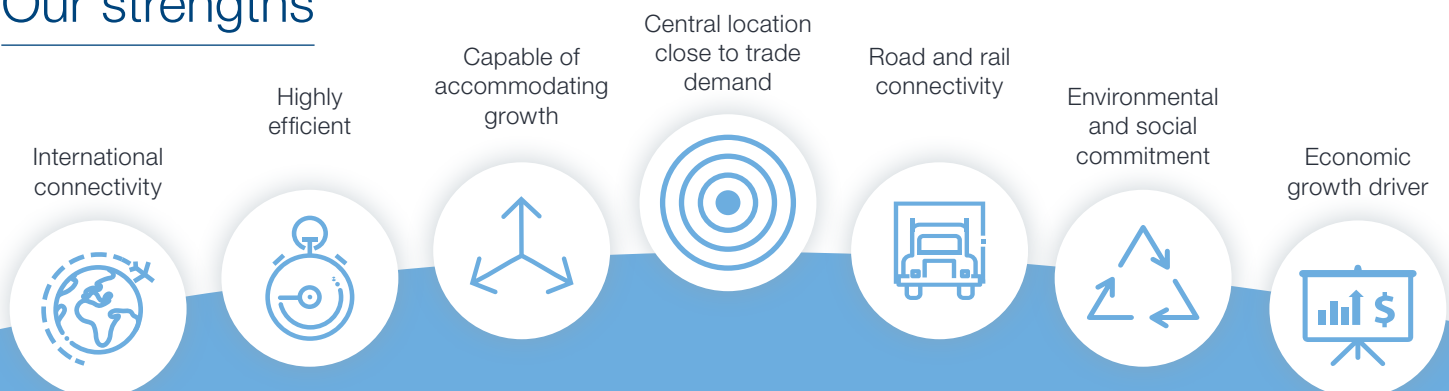 Our strengths
International
connectivity
Highly
efficient
Capable of
accommodating
growth
Central location
close to trade
demand
Road and rail
connectivity
Environmental
and social
commitment
Economic
growth driver
$